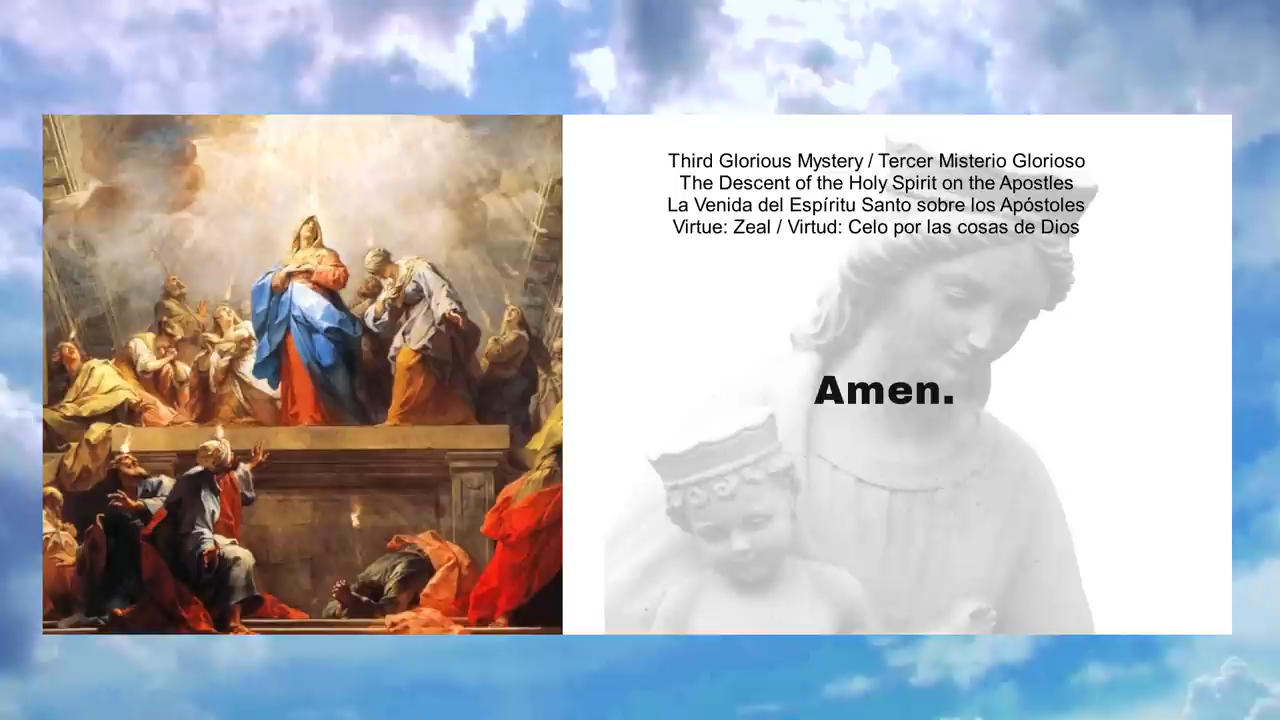 Third Glorious Mystery / Tercer Misterio Glorioso
The Descent of the Holy Spirit on the Apostles
La Venida del Espíritu Santo sobre los Apóstoles
Virtue: Zeal / Virtud: Celo por las cosas de Dios
Amen.